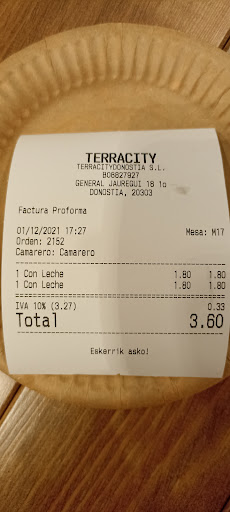 TERRACITY
TERRACITYDONOSTIA S.L.
B06827927
GENERAL JAUREGUI 16 1o
DONOSTIA, 20303
Factura Proforma
01/12/2021 17:27 Mesa: M17
Orden: 2152
Camarero: Camarero
1 Con Leche 1.80 1.80
1 Con Leche 1.80 1.80
IVA 10% (3.27) 0.33
Total 3.60
Eskerrik asko!